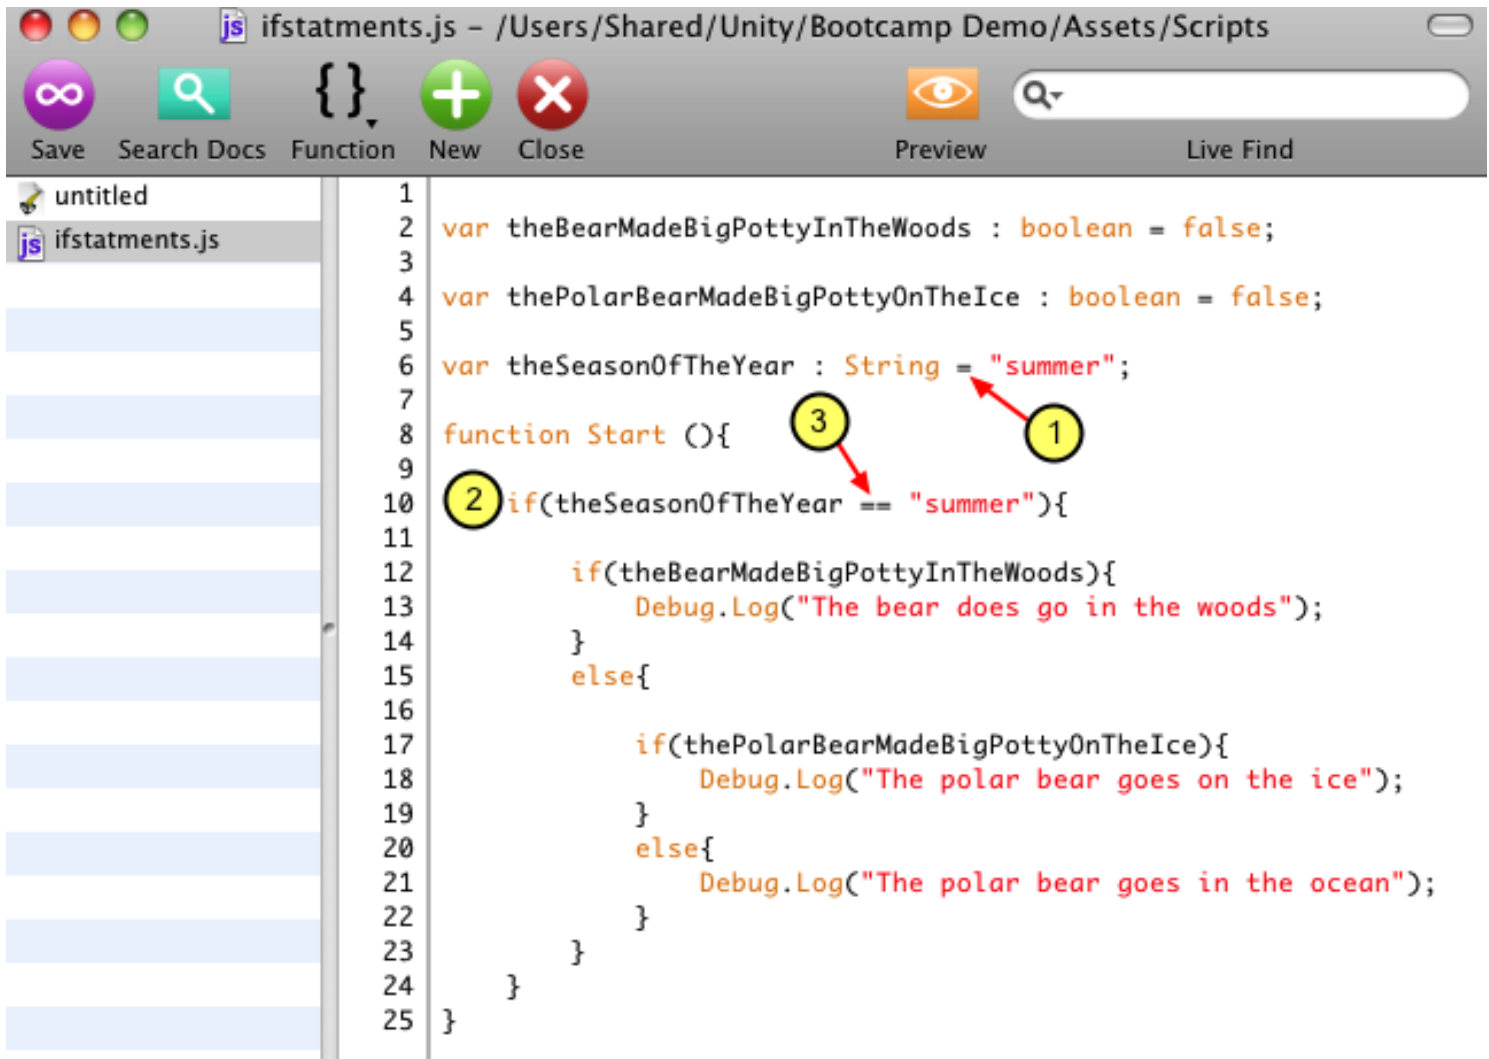 js ifstatments.js – /Users/Shared/Unity/Bootcamp Demo/Assets/Scripts
Save Search Docs Function New Close Preview Live Find
untitled
js ifstatments.js
1
2 var theBearMadeBigPottyInTheWoods : boolean = false;
3
4 var thePolarBearMadeBigPottyOnTheIce : boolean = false;
5
6 var theSeasonOfTheYear : String = "summer";
7
8 function Start (){
3
1
9
10 if(theSeasonOfTheYear == "summer"){
2
11
12 if(theBearMadeBigPottyInTheWoods){
13 Debug.Log("The bear does go in the woods");
14 }
15 else{
16
17 if(thePolarBearMadeBigPottyOnTheIce){
18 Debug.Log("The polar bear goes on the ice");
19 }
20 else{
21 Debug.Log("The polar bear goes in the ocean");
22 }
23 }
24 }
25 }